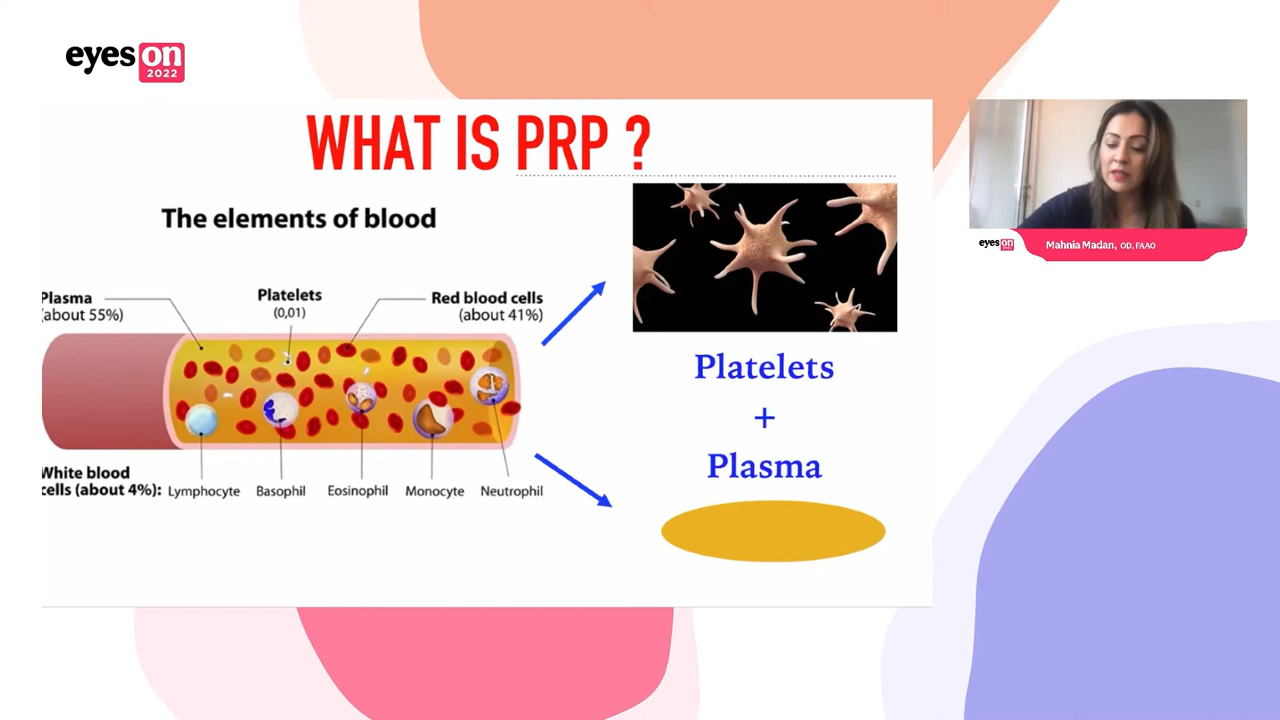 eyes on
2022
WHAT IS PRP ?
The elements of blood
Plasma
(about 55%)
Platelets
(0,01)
Red blood cells
(about 41%)
White blood
cells (about 4%): Lymphocyte Basophil Eosinophil Monocyte Neutrophil
Platelets
+
Plasma
eyes on
2022
Mahnia Madan, OD, FAAO